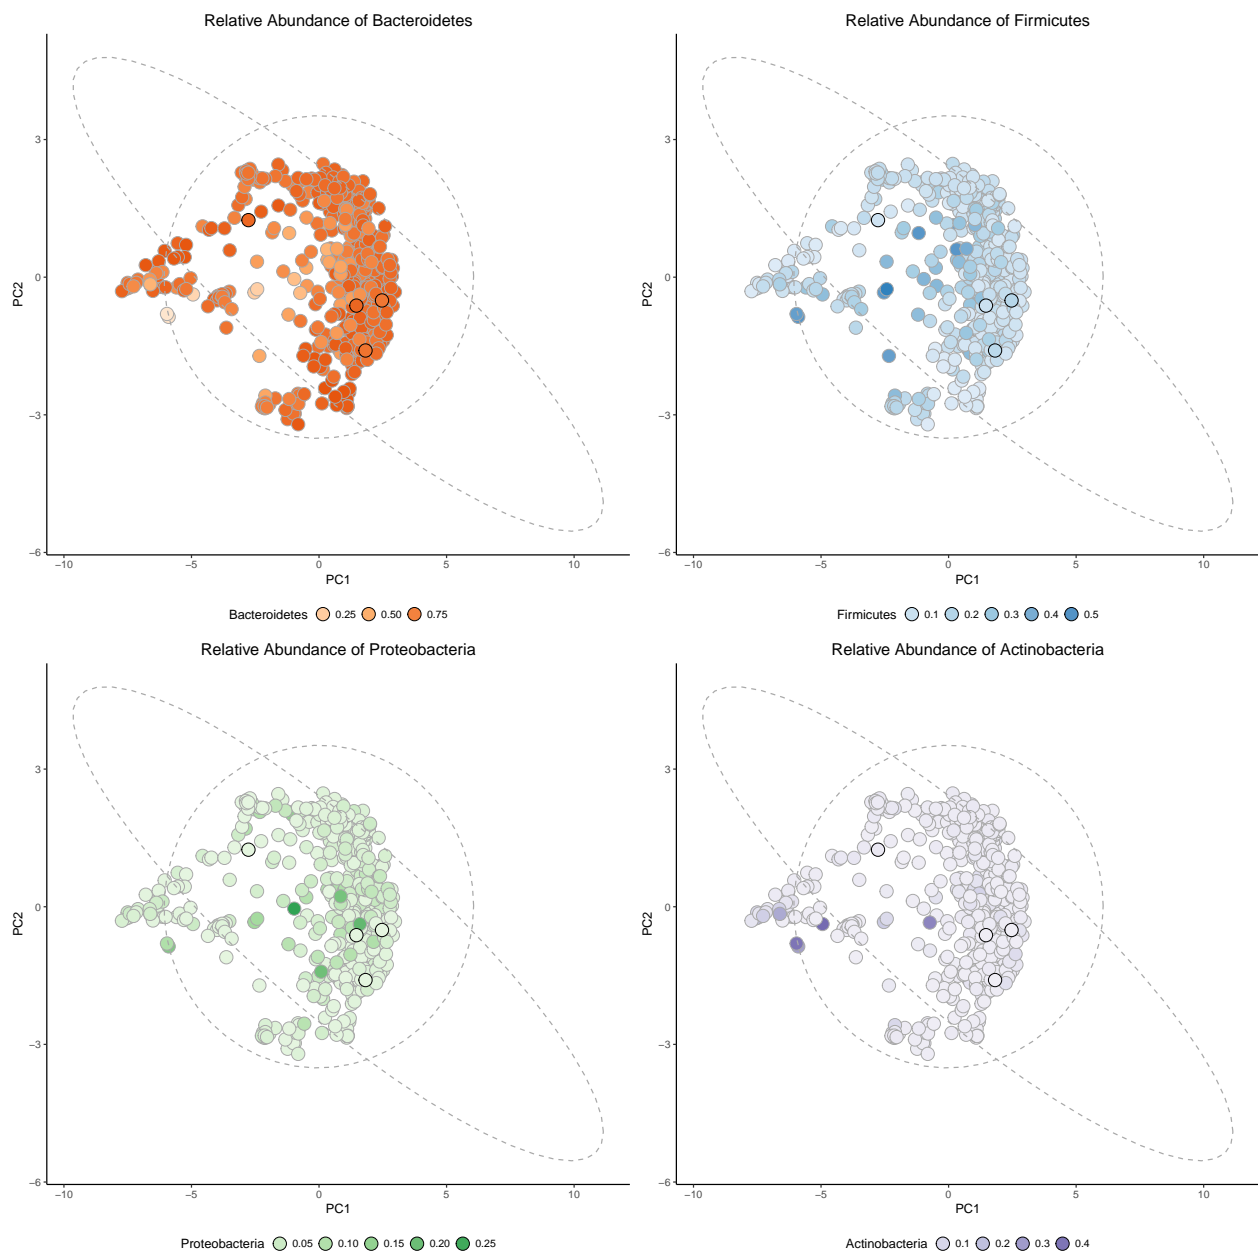 Relative Abundance of Bacteroidetes
3
0
−3
−6
PC2
−10 −5 0 5 10
PC1
Bacteroidetes 0.25 0.50 0.75
Relative Abundance of Firmicutes
3
0
−3
−6
PC2
−10 −5 0 5 10
PC1
Firmicutes 0.1 0.2 0.3 0.4 0.5
Relative Abundance of Proteobacteria
3
0
−3
−6
PC2
−10 −5 0 5 10
PC1
Proteobacteria 0.05 0.10 0.15 0.20 0.25
Relative Abundance of Actinobacteria
3
0
−3
−6
PC2
−10 −5 0 5 10
PC1
Actinobacteria 0.1 0.2 0.3 0.4